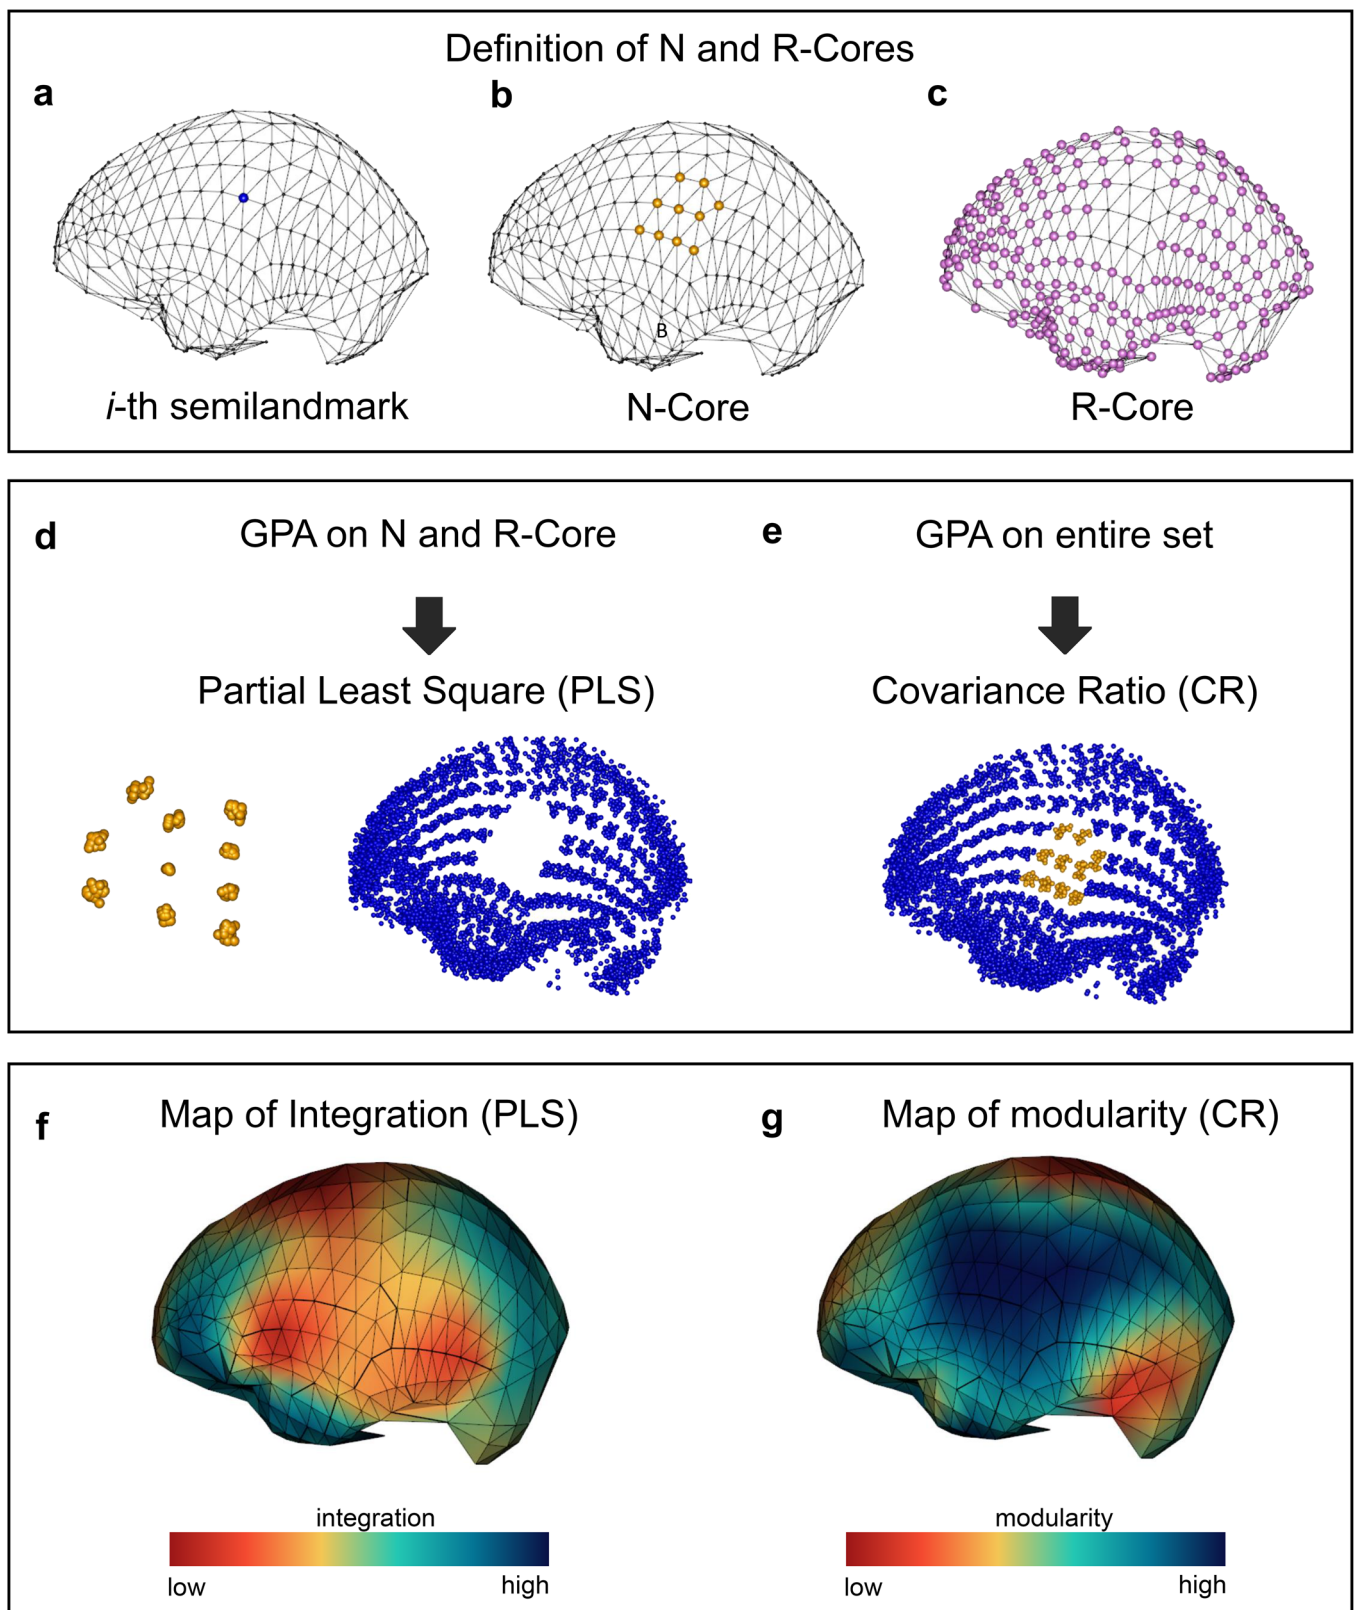 Definition of N and R-Cores
a
b
c
B
i-th semilandmark
N-Core
R-Core
d
GPA on N and R-Core
e
GPA on entire set
Partial Least Square (PLS)
Covariance Ratio (CR)
f
Map of Integration (PLS)
g
Map of modularity (CR)
integration
low
high
modularity
low
high